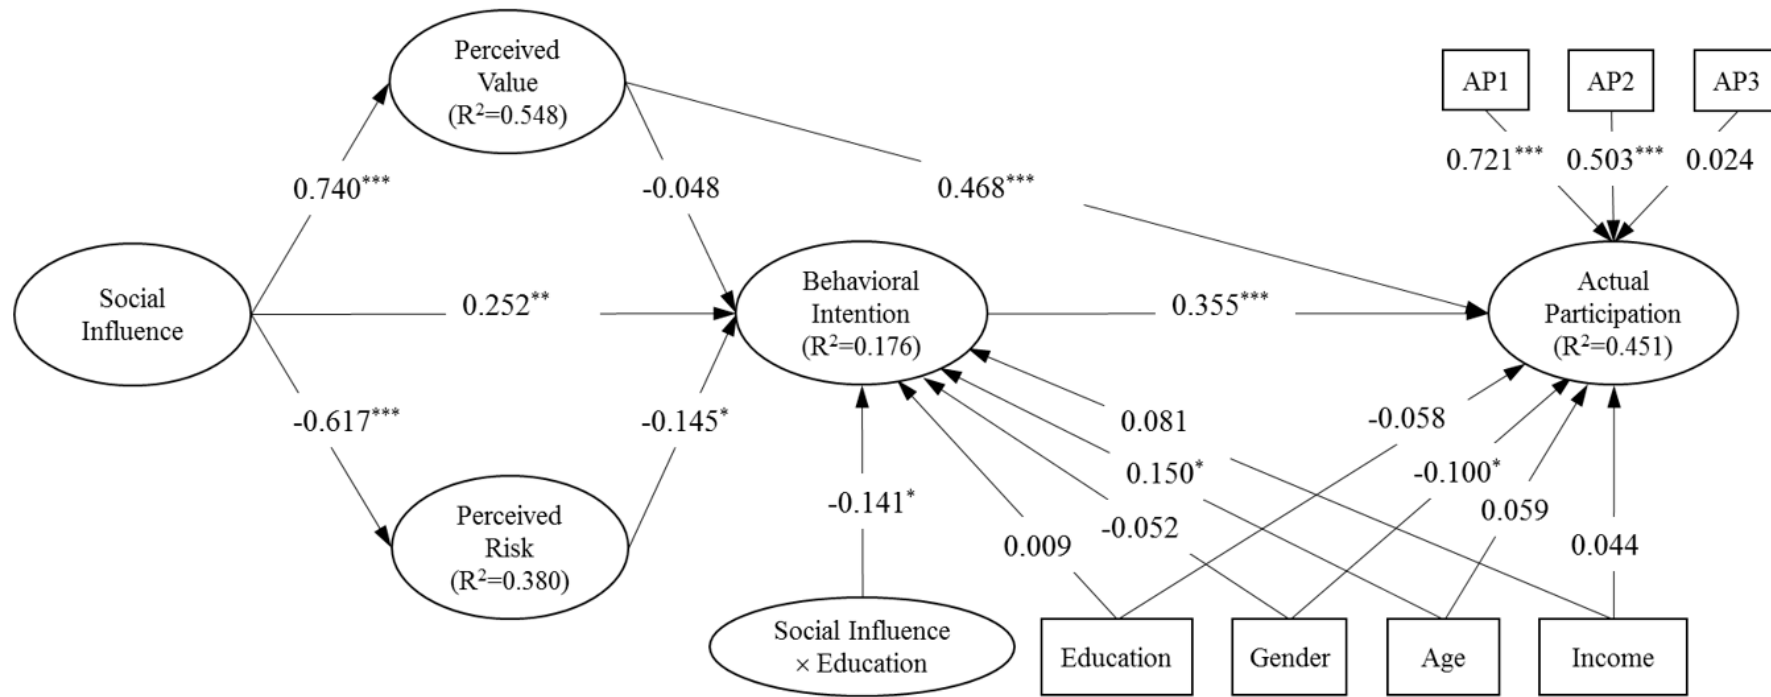 Perceived
Value
(R²=0.548)
AP1
AP2
AP3
0.721***
0.503***
0.024
0.740***
-0.048
0.468***
Social
Influence
0.252**
Behavioral
Intention
(R²=0.176)
0.355***
Actual
Participation
(R²=0.451)
-0.617***
-0.145*
0.081
-0.058
0.150*
-0.100*
-0.141*
-0.052
0.059
0.009
0.044
Perceived
Risk
(R²=0.380)
Social Influence
× Education
Education
Gender
Age
Income